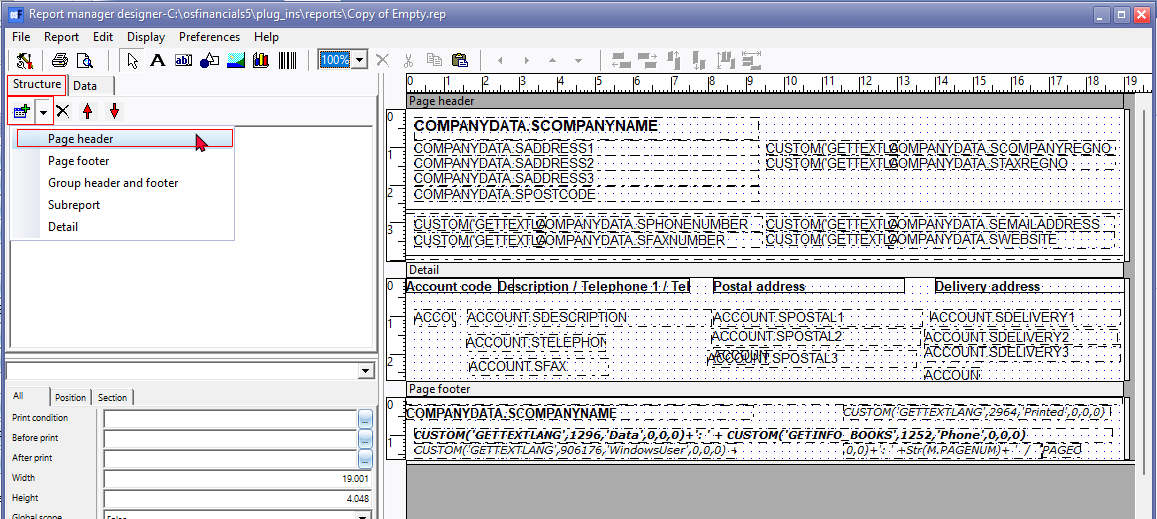 Report manager designer-C:\osfinancials5\plug_ins\reports\Copy of Empty.rep
File Report Edit Display Preferences Help
100%
Structure Data
Page header
Page footer
Group header and footer
Subreport
Detail
All Position Section
Print condition
Before print
After print
Width 19.001
Height 4.048
Global scope False
0 1 2 3 4 5 6 7 8 9 10 11 12 13 14 15 16 17 18 19
Page header
0
COMPANYDATA.SCOMPANYNAME
1
COMPANYDATA.SADDRESS1 CUSTOM('GETTEXTL COMPANYDATA.SCOMPANYREGNO
COMPANYDATA.SADDRESS2 CUSTOM('GETTEXTL COMPANYDATA.STAXREGNO
COMPANYDATA.SADDRESS3
2
COMPANYDATA.SPOSTCODE
3
CUSTOM('GETTEXTL COMPANYDATA.SPHONENUMBER CUSTOM('GETTEXTL COMPANYDATA.SEMAILADDRESS
CUSTOM('GETTEXTL COMPANYDATA.SFAXNUMBER CUSTOM('GETTEXTL COMPANYDATA.SWEBSITE
Detail
0
Account code Description / Telephone 1 / Tel Postal address Delivery address
1
ACCOU ACCOUNT.SDESCRIPTION ACCOUNT.SPOSTAL1 ACCOUNT.SDELIVERY1
ACCOUNT.STELEPHON ACCOUNT.SPOSTAL2 ACCOUNT.SDELIVERY2
2
ACCOUNT.SFAX ACCOUNT.SPOSTAL3 ACCOUNT.SDELIVERY3
ACCOUN
ACCOUN
Page footer
0
COMPANYDATA.SCOMPANYNAME CUSTOM('GETTEXTLANG',2964,'Printed',0,0,0)
1
CUSTOM('GETTEXTLANG',1296,'Data',0,0,0)+': ' + CUSTOM('GETINFO_BOOKS',1252,'Phone',0,0,0)
CUSTOM('GETTEXTLANG',906176,'WindowsUser',0,0,0) + 0,0)+': ' +Str(M.PAGENUM)+ ' / 'PAGEC